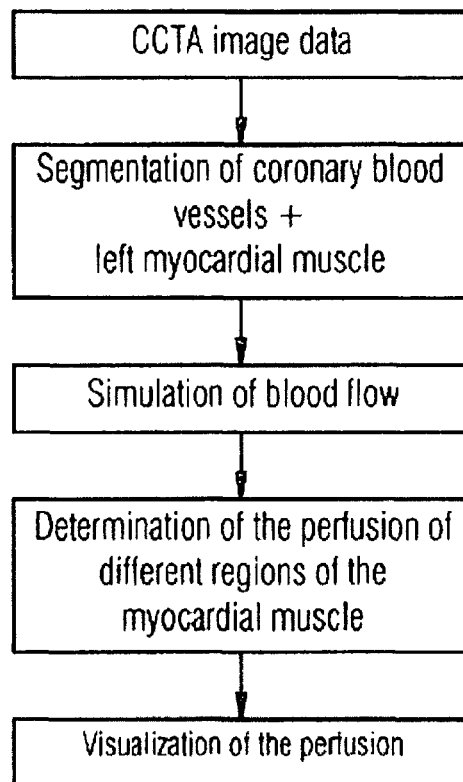 CCTA image data
Segmentation of coronary blood
vessels +
left myocardial muscle
Simulation of blood flow
Determination of the perfusion of
different regions of the
myocardial muscle
Visualization of the perfusion